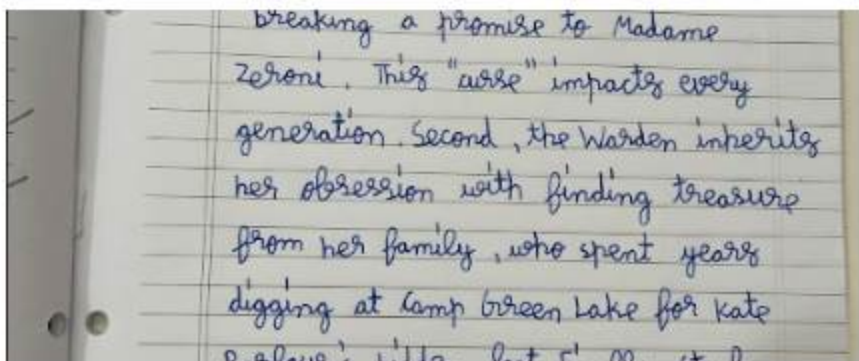 breaking a promise to Madame
Zeroni. This "curse" impacts every
generation. Second, the Warden inherits
her obsession with finding treasure
from her family, who spent years
digging at Camp Green Lake for Kate